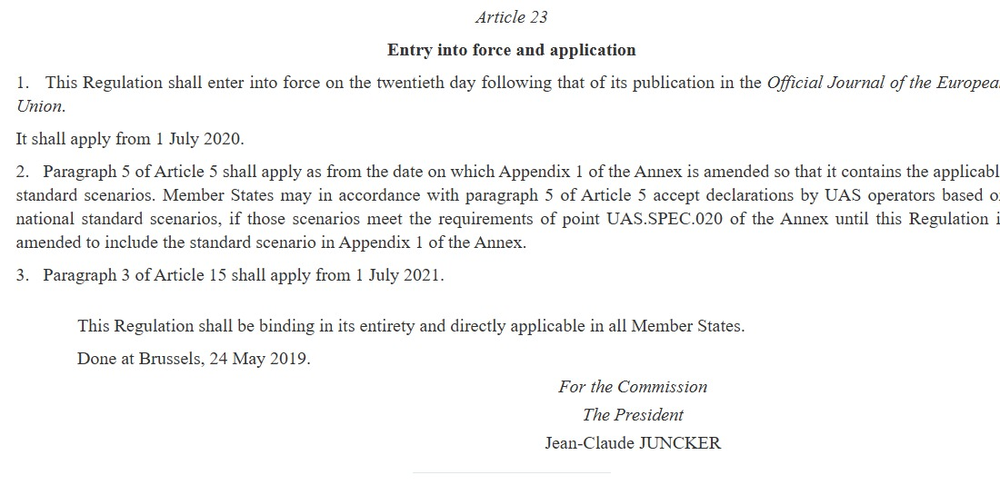 Article 23
Entry into force and application
1. This Regulation shall enter into force on the twentieth day following that of its publication in the Official Journal of the Europea
Union.
It shall apply from 1 July 2020.
2. Paragraph 5 of Article 5 shall apply as from the date on which Appendix 1 of the Annex is amended so that it contains the applicabl
standard scenarios. Member States may in accordance with paragraph 5 of Article 5 accept declarations by UAS operators based o
national standard scenarios, if those scenarios meet the requirements of point UAS.SPEC.020 of the Annex until this Regulation i
amended to include the standard scenario in Appendix 1 of the Annex.
3. Paragraph 3 of Article 15 shall apply from 1 July 2021.
This Regulation shall be binding in its entirety and directly applicable in all Member States.
Done at Brussels, 24 May 2019.
For the Commission
The President
Jean-Claude JUNCKER